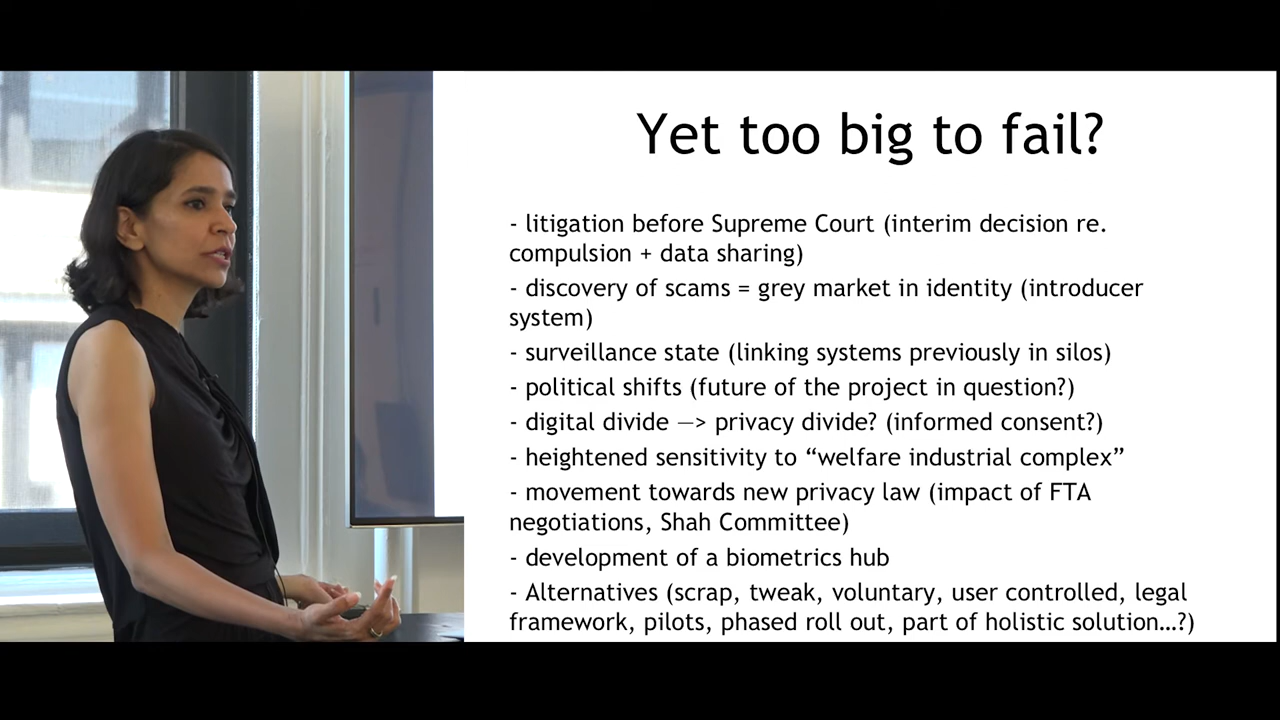 Yet too big to fail?
- litigation before Supreme Court (interim decision re.
compulsion + data sharing)
- discovery of scams = grey market in identity (introducer
system)
- surveillance state (linking systems previously in silos)
- political shifts (future of the project in question?)
- digital divide —> privacy divide? (informed consent?)
- heightened sensitivity to “welfare industrial complex”
- movement towards new privacy law (impact of FTA
negotiations, Shah Committee)
- development of a biometrics hub
- Alternatives (scrap, tweak, voluntary, user controlled, legal
framework, pilots, phased roll out, part of holistic solution…?)